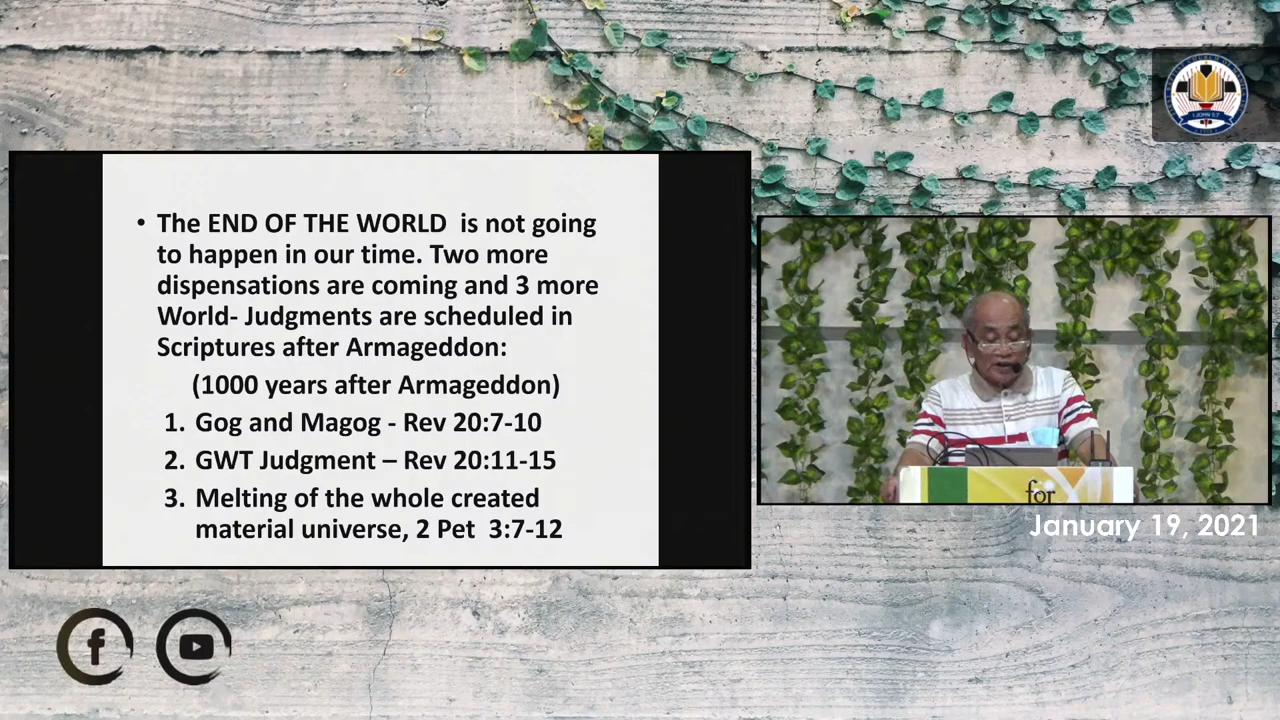 • The END OF THE WORLD is not going
to happen in our time. Two more
dispensations are coming and 3 more
World- Judgments are scheduled in
Scriptures after Armageddon:
(1000 years after Armageddon)
1. Gog and Magog - Rev 20:7-10
2. GWT Judgment – Rev 20:11-15
3. Melting of the whole created
material universe, 2 Pet 3:7-12
for
January 19, 2021
I JOHN 5:7